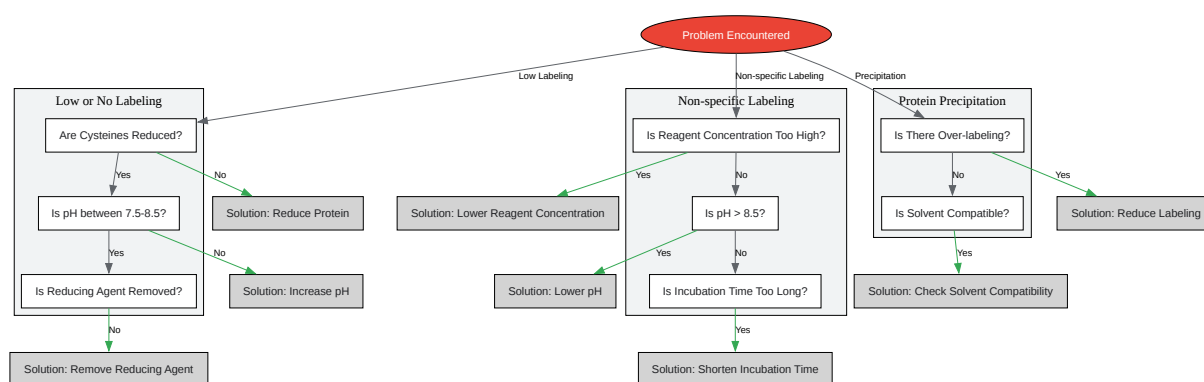 Problem Encountered
Low Labeling
Non-specific Labeling
Precipitation
Low or No Labeling
Non-specific Labeling
Protein Precipitation
Are Cysteines Reduced?
Is Reagent Concentration Too High?
Is There Over-labeling?
Yes
No
Yes
No
No
Yes
Is pH between 7.5-8.5?
Solution: Reduce Protein
Solution: Lower Reagent Concentration
Is pH > 8.5?
Is Solvent Compatible?
Solution: Reduce Labeling
Yes
No
Yes
No
Yes
Is Reducing Agent Removed?
Solution: Increase pH
Solution: Lower pH
Is Incubation Time Too Long?
Solution: Check Solvent Compatibility
No
Yes
Solution: Remove Reducing Agent
Solution: Shorten Incubation Time